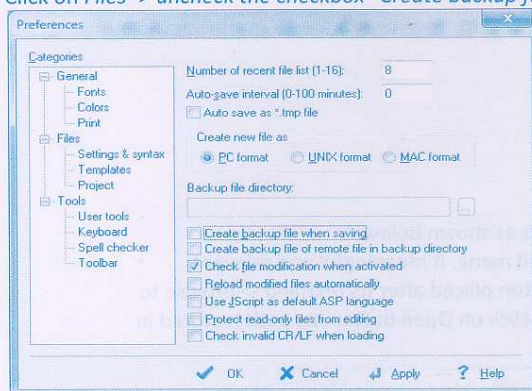 Click on Files -> uncheck the checkbox "Create backup
Preferences
Categories
General
Fonts
Colors
Print
Files
Settings & syntax
Templates
Project
Tools
User tools
Keyboard
Spell checker
Toolbar
Number of recent file list (1-16): 8
Auto-save interval (0-100 minutes): 0
Auto save as *.tmp file
Create new file as
PC format UNIX format MAC format
Backup file directory:
...
Create backup file when saving
Create backup file of remote file in backup directory
Check file modification when activated
Reload modified files automatically
Use JScript as default ASP language
Protect read-only files from editing
Check invalid CR/LF when loading
OK Cancel Apply ? Help